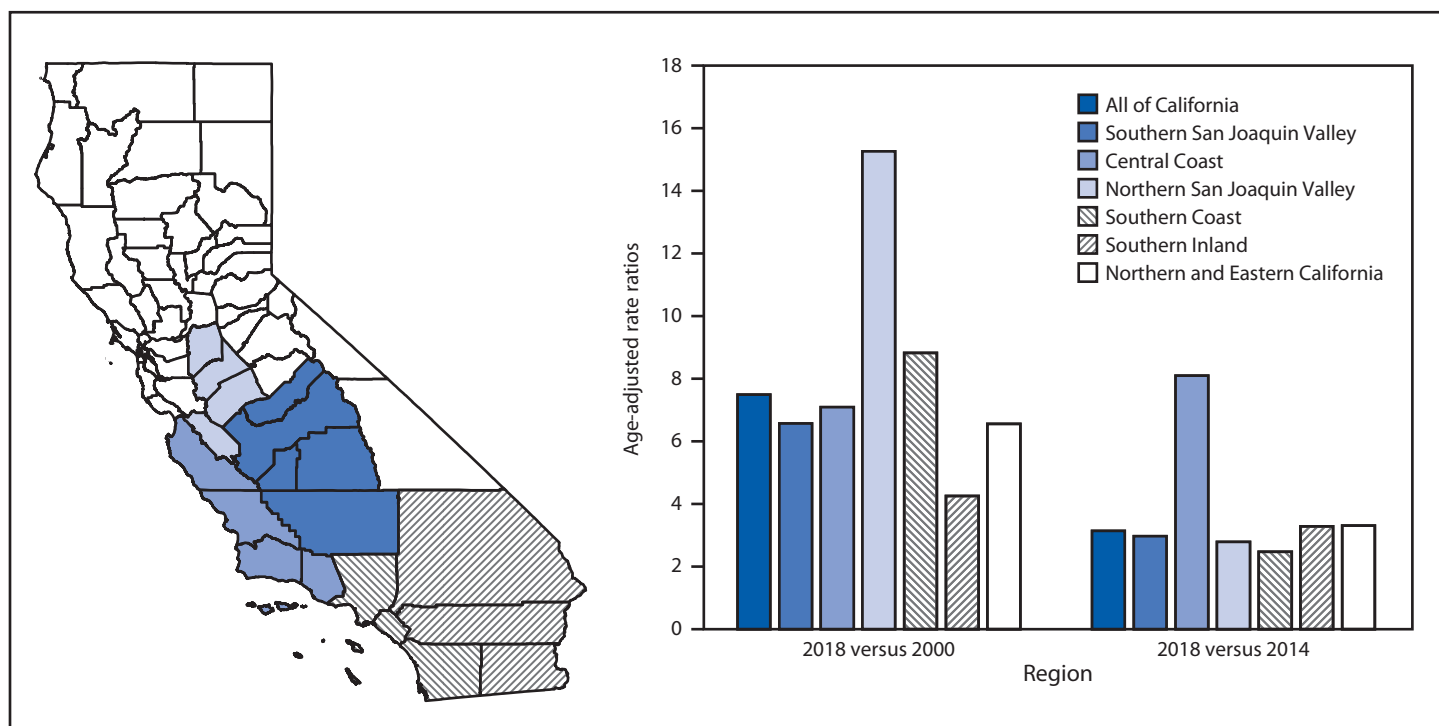 18
16
14
12
10
8
6
4
2
0
Age-adjusted rate ratios
All of California
Southern San Joaquin Valley
Central Coast
Northern San Joaquin Valley
Southern Coast
Southern Inland
Northern and Eastern California
2018 versus 2000
2018 versus 2014
Region